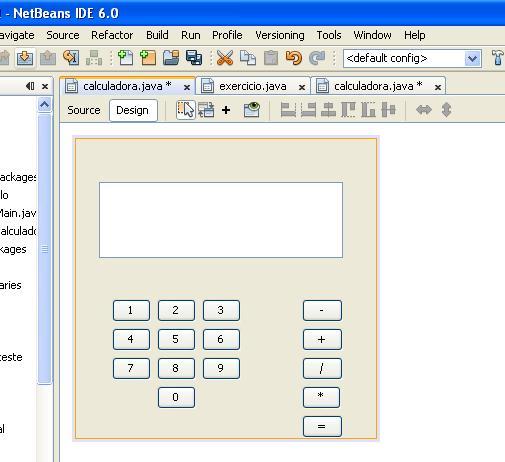 - NetBeans IDE 6.0
avigate Source Refactor Build Run Profile Versioning Tools Window Help
<default config>
calculadora.java * exercicio.java calculadora.java *
Source Design
ackages
lo
Main.jav
alculado
kages
aries
este
al
1 2 3 -
4 5 6 +
7 8 9 /
0 *
=